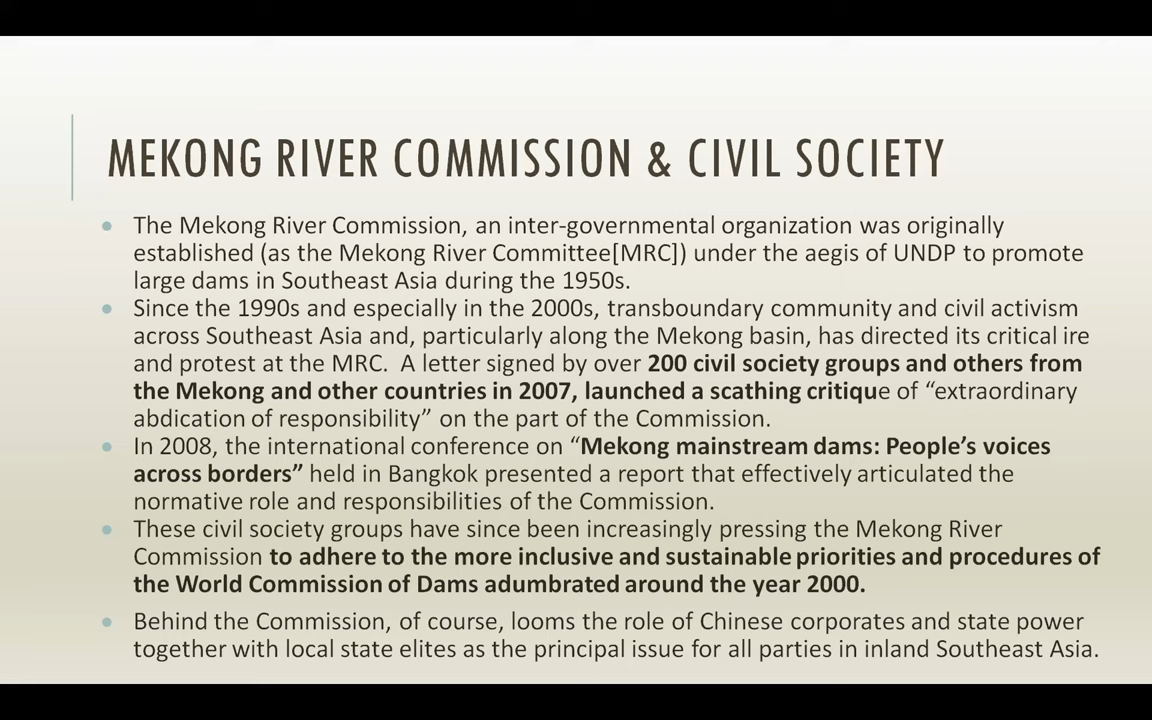 MEKONG RIVER COMMISSION & CIVIL SOCIETY
The Mekong River Commission, an inter-governmental organization was originally
established (as the Mekong River Committee[MRC]) under the aegis of UNDP to promote
large dams in Southeast Asia during the 1950s.
Since the 1990s and especially in the 2000s, transboundary community and civil activism
across Southeast Asia and, particularly along the Mekong basin, has directed its critical ire
and protest at the MRC. A letter signed by over 200 civil society groups and others from
the Mekong and other countries in 2007, launched a scathing critique of “extraordinary
abdication of responsibility” on the part of the Commission.
In 2008, the international conference on “Mekong mainstream dams: People’s voices
across borders” held in Bangkok presented a report that effectively articulated the
normative role and responsibilities of the Commission.
These civil society groups have since been increasingly pressing the Mekong River
Commission to adhere to the more inclusive and sustainable priorities and procedures of
the World Commission of Dams adumbrated around the year 2000.
Behind the Commission, of course, looms the role of Chinese corporates and state power
together with local state elites as the principal issue for all parties in inland Southeast Asia.